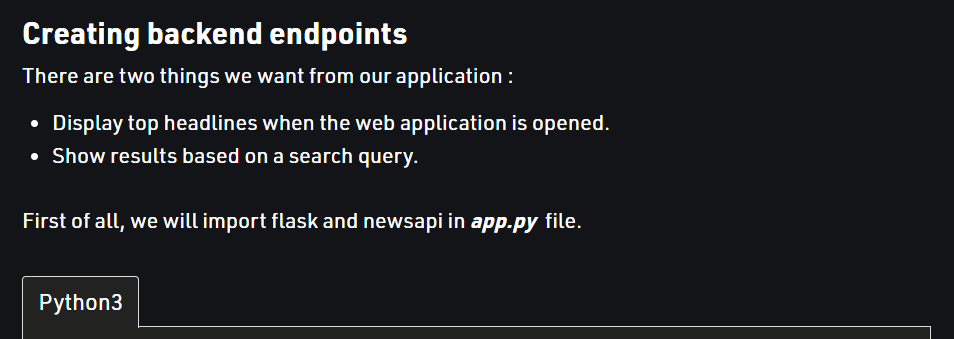 Creating backend endpoints
There are two things we want from our application :
• Display top headlines when the web application is opened.
• Show results based on a search query.
First of all, we will import flask and newsapi in app.py file.
Python3